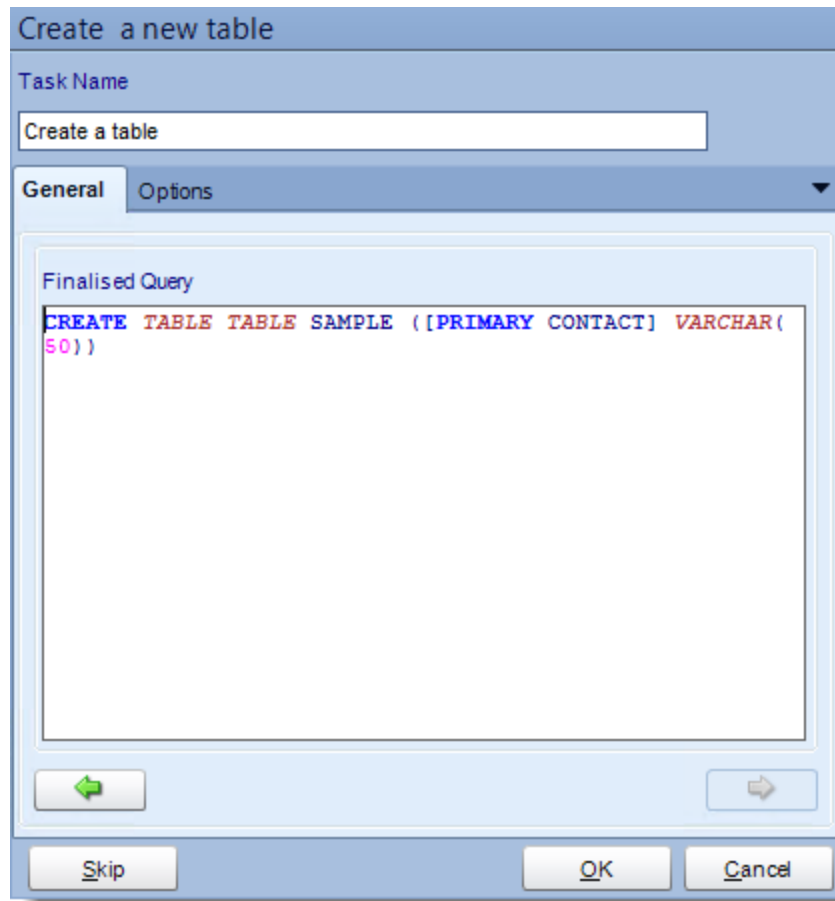 Create a new table
Task Name
Create a table
General Options
Finalised Query
CREATE TABLE TABLE SAMPLE ([PRIMARY CONTACT] VARCHAR(
50))
Skip OK Cancel